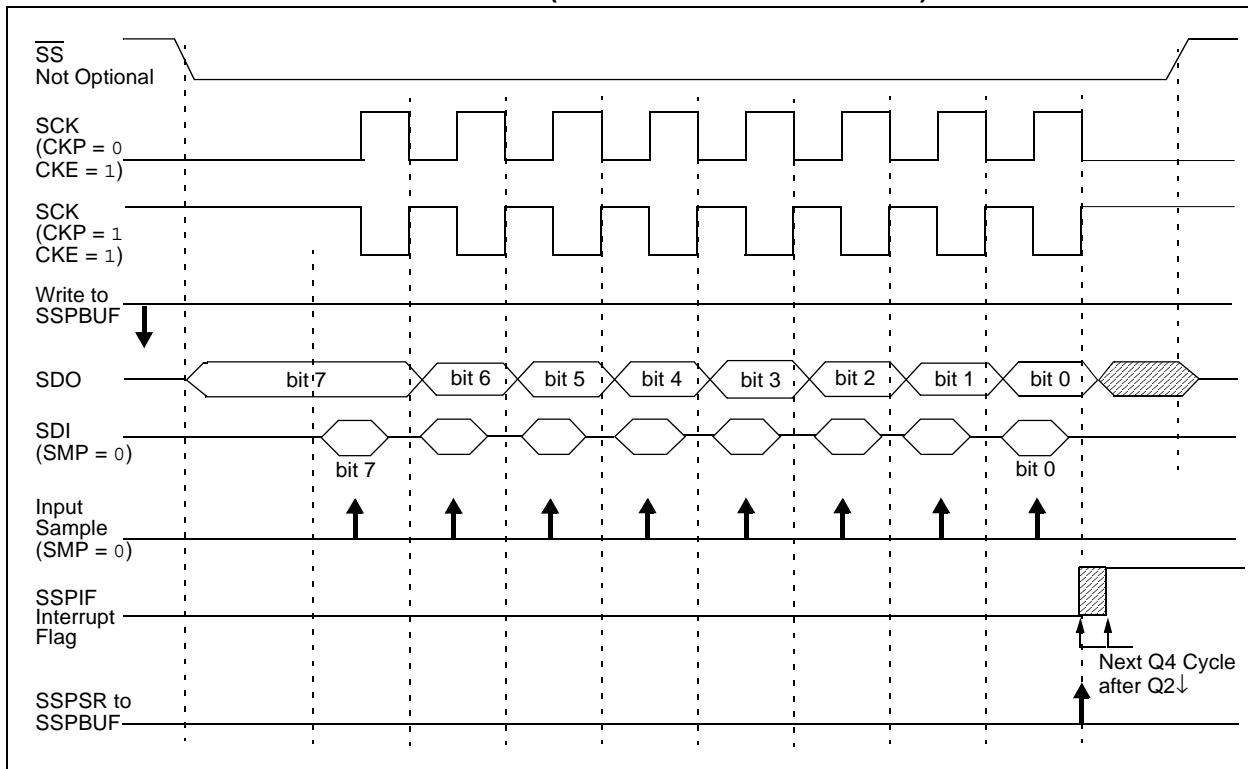 SS
Not Optional
SCK
(CKP = 0
CKE = 1)
SCK
(CKP = 1
CKE = 1)
Write to
SSPBUF
SDO
bit 7 bit 6 bit 5 bit 4 bit 3 bit 2 bit 1 bit 0
SDI
(SMP = 0)
bit 7 bit 0
Input
Sample
(SMP = 0)
SSPIF
Interrupt
Flag
Next Q4 Cycle
after Q2↓
SSPSR to
SSPBUF